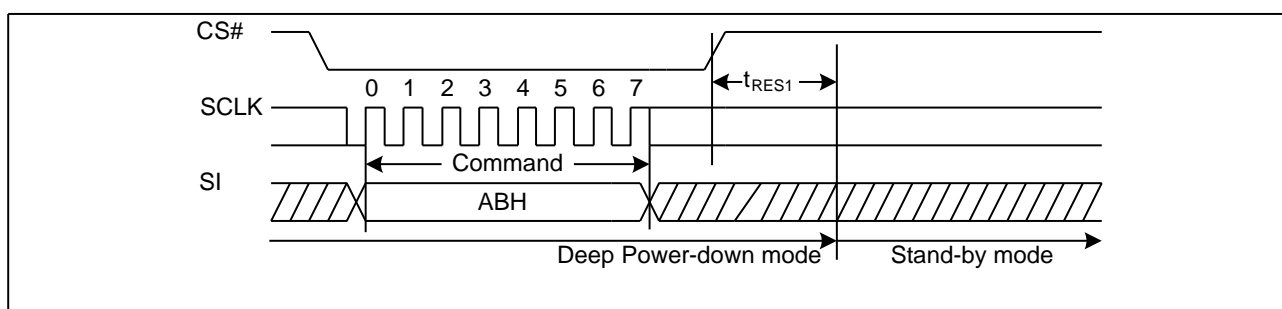 CS#
tRES1
0 1 2 3 4 5 6 7
SCLK
Command
SI
ABH
Deep Power-down mode Stand-by mode